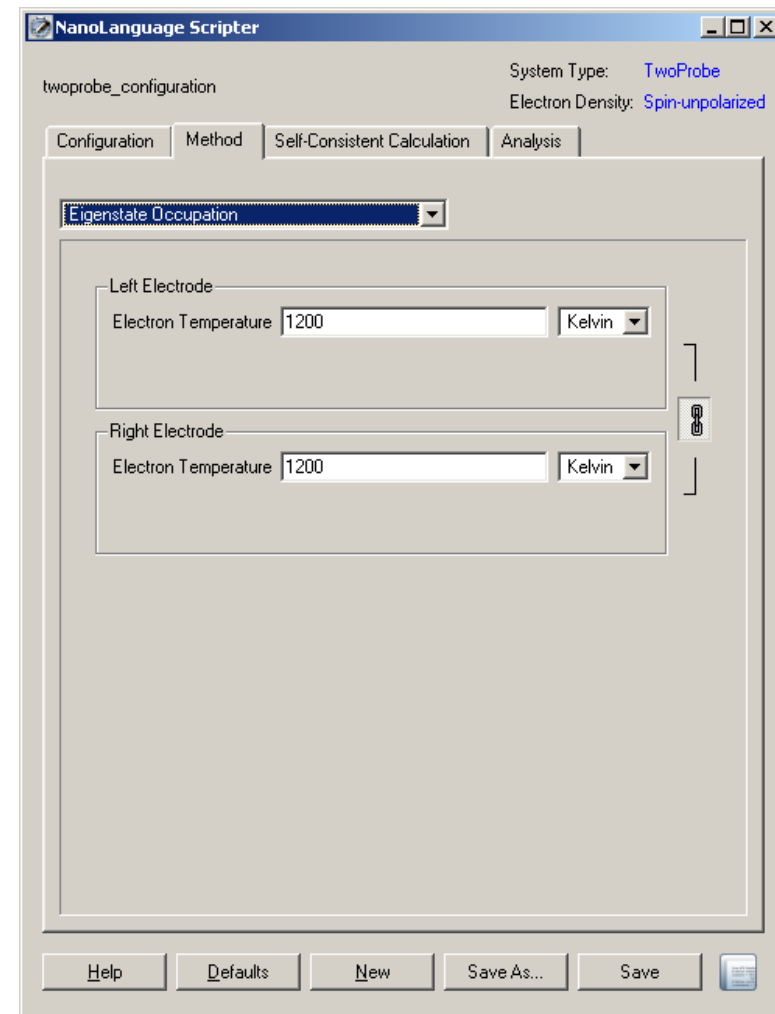 NanoLanguage Scripter
twoprobe_configuration
System Type: TwoProbe
Electron Density: Spin-unpolarized
Configuration Method Self-Consistent Calculation Analysis
Eigenstate Occupation
Left Electrode
Electron Temperature 1200 Kelvin
Right Electrode
Electron Temperature 1200 Kelvin
Help Defaults New Save As... Save